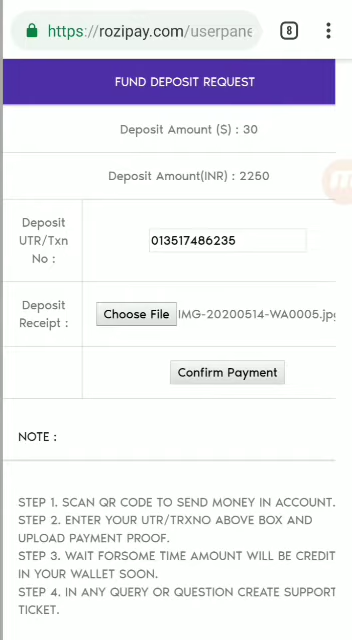 https://rozipay.com/userpane
8
FUND DEPOSIT REQUEST
Deposit Amount (S) : 30
Deposit Amount(INR) : 2250
Deposit
UTR/Txn
No :
013517486235
Deposit
Receipt :
Choose File IMG-20200514-WA0005.jpg
Confirm Payment
NOTE :
STEP 1. SCAN QR CODE TO SEND MONEY IN ACCOUNT.
STEP 2. ENTER YOUR UTR/TRXNO ABOVE BOX AND
UPLOAD PAYMENT PROOF.
STEP 3. WAIT FORSOME TIME AMOUNT WILL BE CREDIT
IN YOUR WALLET SOON.
STEP 4. IN ANY QUERY OR QUESTION CREATE SUPPORT
TICKET.